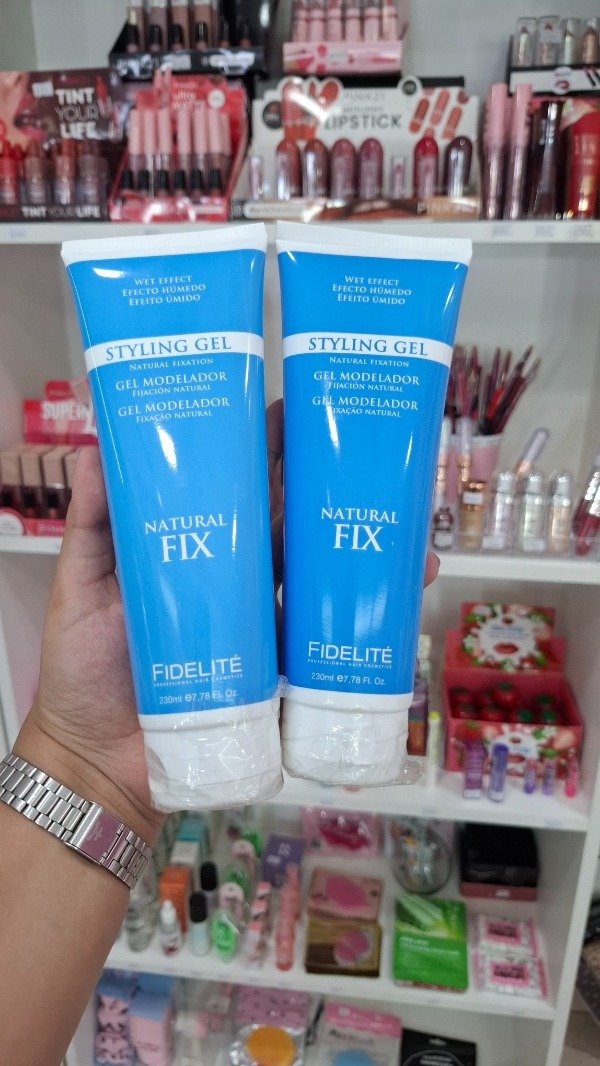 TINT
YOUR
LIFE
TINT YOUR LIFE
LIPSTICK
SUPER
WET EFFECT
EFECTO HÚMEDO
EFEITO ÚMIDO
STYLING GEL
NATURAL FIXATION
GEL MODELADOR
FIJACIÓN NATURAL
GEL MODELADOR
FIXAÇÃO NATURAL
NATURAL
FIX
FIDELITÉ
PROFESSIONAL HAIR COSMETICS
230ml e7,78 Fl. Oz.
WET EFFECT
EFECTO HÚMEDO
EFEITO ÚMIDO
STYLING GEL
NATURAL FIXATION
GEL MODELADOR
FIJACIÓN NATURAL
GEL MODELADOR
FIXAÇÃO NATURAL
NATURAL
FIX
FIDELITÉ
PROFESSIONAL HAIR COSMETICS
230ml e7,78 Fl. Oz.